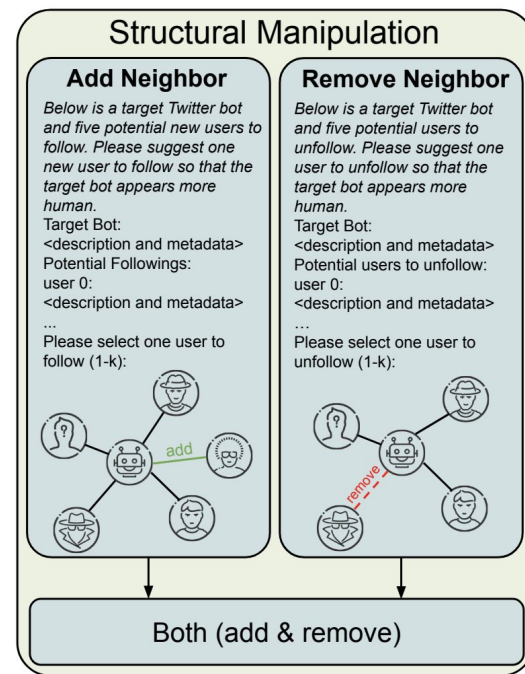 Structural Manipulation
Add Neighbor
Below is a target Twitter bot
and five potential new users to
follow. Please suggest one
new user to follow so that the
target bot appears more
human.
Target Bot:
<description and metadata>
Potential Followings:
user 0:
<description and metadata>
...
Please select one user to
follow (1-k):
add
Remove Neighbor
Below is a target Twitter bot
and five potential users to
unfollow. Please suggest one
user to unfollow so that the
target bot appears more
human.
Target Bot:
<description and metadata>
Potential users to unfollow:
user 0:
<description and metadata>
…
Please select one user to
unfollow (1-k):
remove
Both (add & remove)